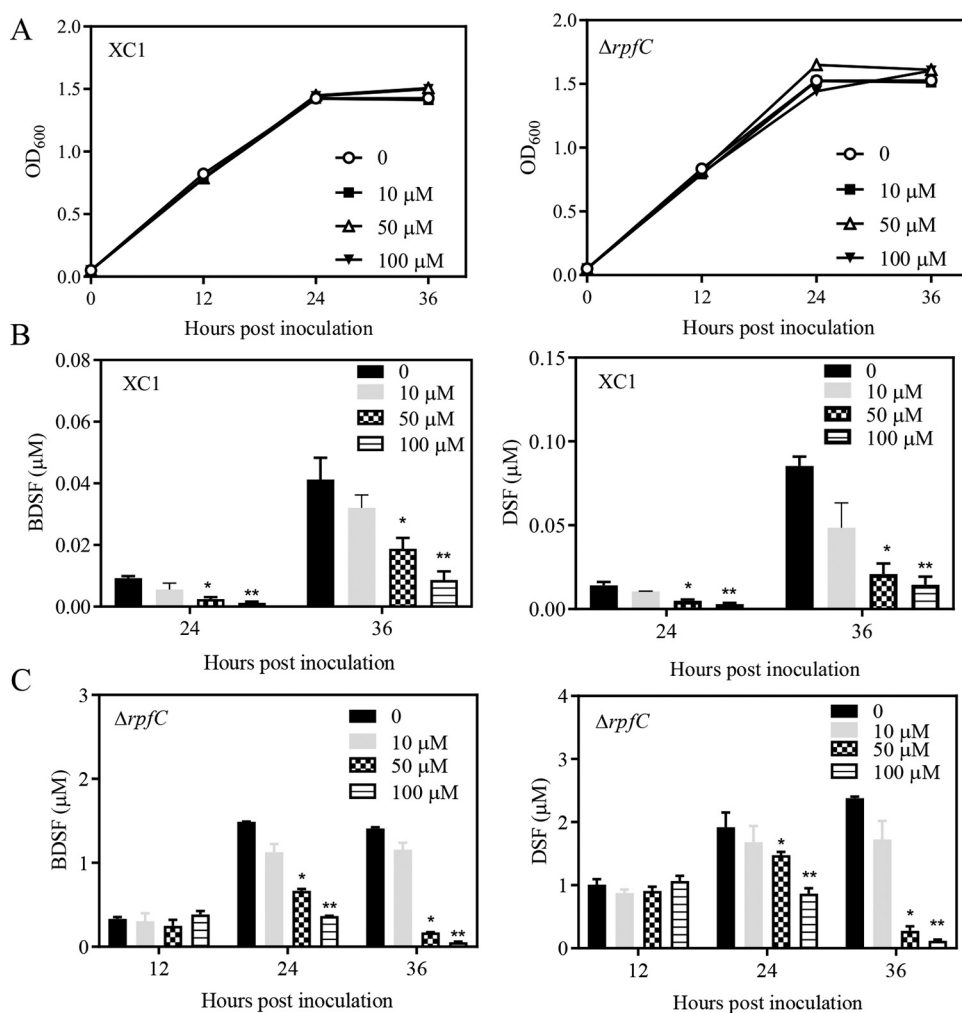 A
XC1
OD600
2.0
1.5
1.0
0.5
0.0
0
10 μM
50 μM
100 μM
0 12 24 36
Hours post inoculation
ΔrpfC
OD600
2.0
1.5
1.0
0.5
0.0
0
10 μM
50 μM
100 μM
0 12 24 36
Hours post inoculation
B
XC1
BDSF (μM)
0.08
0.06
0.04
0.02
0.00
0
10 μM
50 μM
100 μM
* ** * **
24 36
Hours post inoculation
XC1
DSF (μM)
0.15
0.10
0.05
0.00
0
10 μM
50 μM
100 μM
* ** * **
24 36
Hours post inoculation
C
ΔrpfC
BDSF (μM)
3
2
1
0
0
10 μM
50 μM
100 μM
* ** * **
12 24 36
Hours post inoculation
ΔrpfC
DSF (μM)
4
3
2
1
0
0
10 μM
50 μM
100 μM
* ** * **
12 24 36
Hours post inoculation